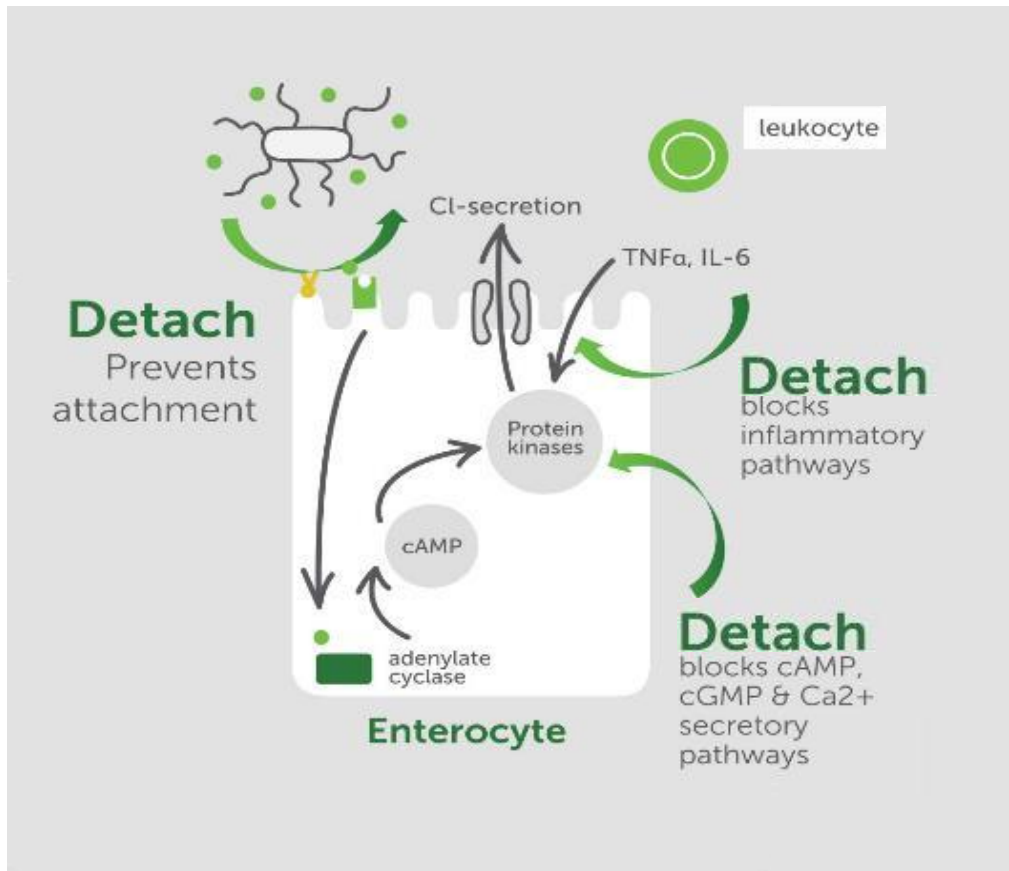 leukocyte
Cl-secretion
TNFα, IL-6
Detach
Prevents
attachment
Detach
blocks
inflammatory
pathways
Protein
kinases
cAMP
Detach
blocks cAMP,
cGMP & Ca2+
secretory
pathways
adenylate
cyclase
Enterocyte